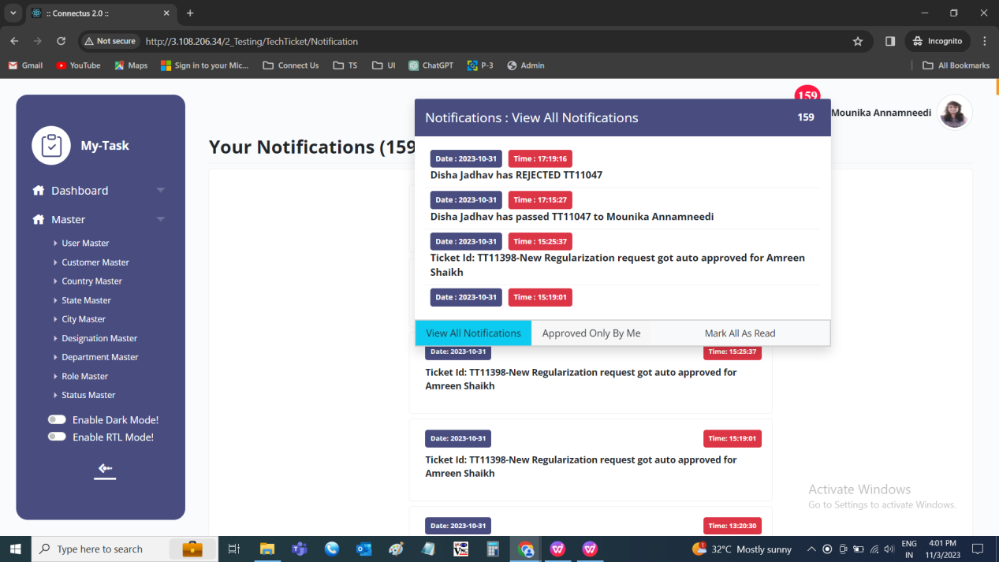 :: Connectus 2.0 ::
Not secure
http://3.108.206.34/2_Testing/TechTicket/Notification
Incognito
Gmail
YouTube
Maps
Sign in to your Mic...
Connect Us
TS
UI
ChatGPT
P-3
Admin
All Bookmarks
My-Task
Dashboard
Master
User Master
Customer Master
Country Master
State Master
City Master
Designation Master
Department Master
Role Master
Status Master
Enable Dark Mode!
Enable RTL Mode!
Your Notifications (159
159
Mounika Annamneedi
Notifications : View All Notifications 159
Date : 2023-10-31 Time : 17:19:16
Disha Jadhav has REJECTED TT11047
Date : 2023-10-31 Time : 17:15:27
Disha Jadhav has passed TT11047 to Mounika Annamneedi
Date : 2023-10-31 Time : 15:25:37
Ticket Id: TT11398-New Regularization request got auto approved for Amreen
Shaikh
Date : 2023-10-31 Time : 15:19:01
View All Notifications Approved Only By Me Mark All As Read
Date: 2023-10-31 Time: 15:25:37
Ticket Id: TT11398-New Regularization request got auto approved for
Amreen Shaikh
Date: 2023-10-31 Time: 15:19:01
Ticket Id: TT11398-New Regularization request got auto approved for
Amreen Shaikh
Date: 2023-10-31 Time: 13:20:30
Activate Windows
Go to Settings to activate Windows.
Type here to search
32°C Mostly sunny
ENG
IN
4:01 PM
11/3/2023